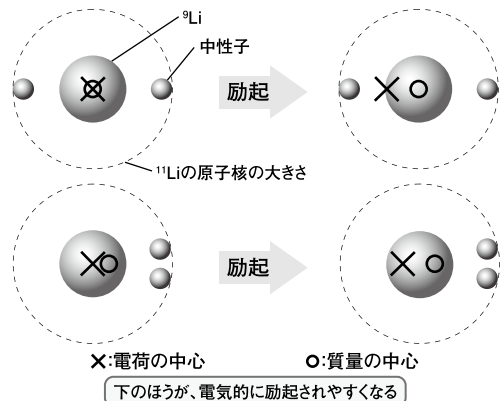 ⁹Li
中性子
励起
¹¹Liの原子核の大きさ
励起
×:電荷の中心
○:質量の中心
下のほうが、電気的に励起されやすくなる